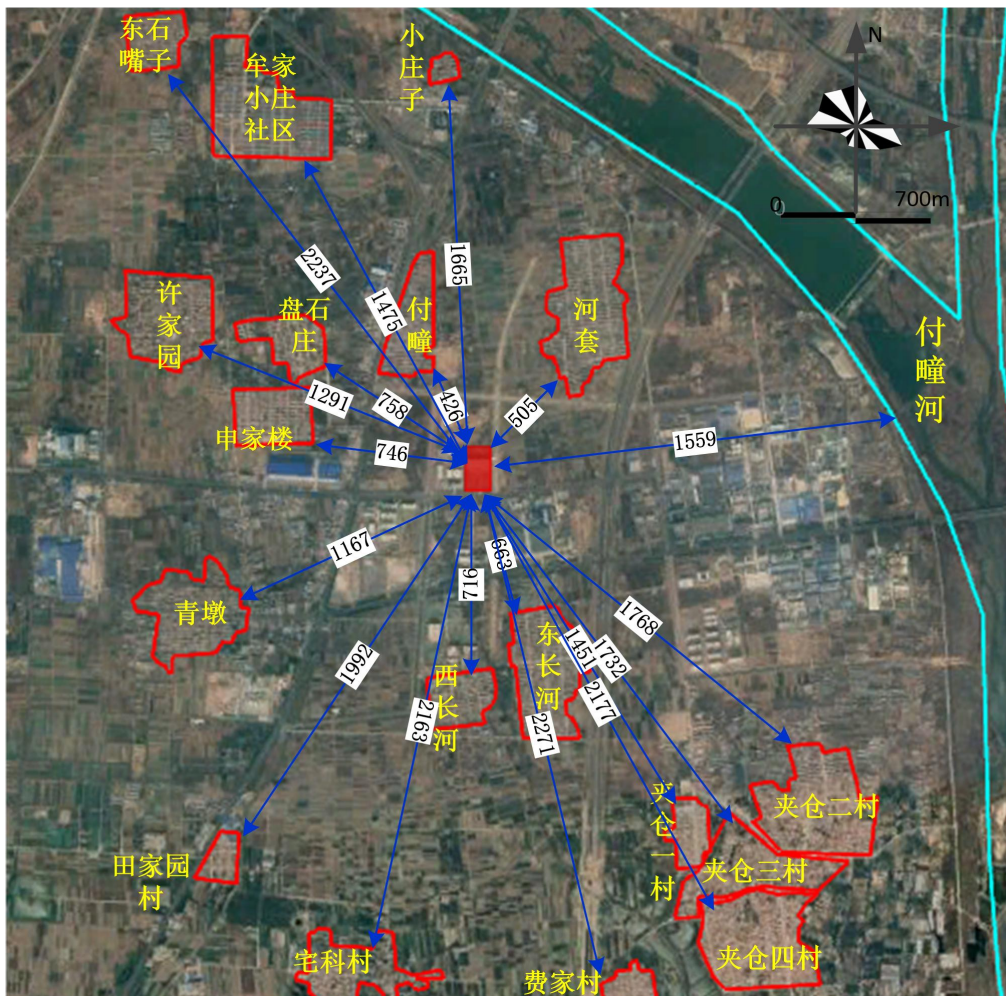 东石
嘴子
牟家
小庄
社区
小
庄
子
N
0
700m
2237
1475
1665
许
家
园
盘石
庄
付
疃
河
套
付
疃
河
1291
758
426
505
申家楼
746
1559
1167
917
663
青墩
1992
2163
西
长
河
东
长
河
1451
1732
1768
2177
2271
夹
仓
一
村
夹仓二村
夹仓三村
夹仓四村
田家园
村
宅科村
费家村